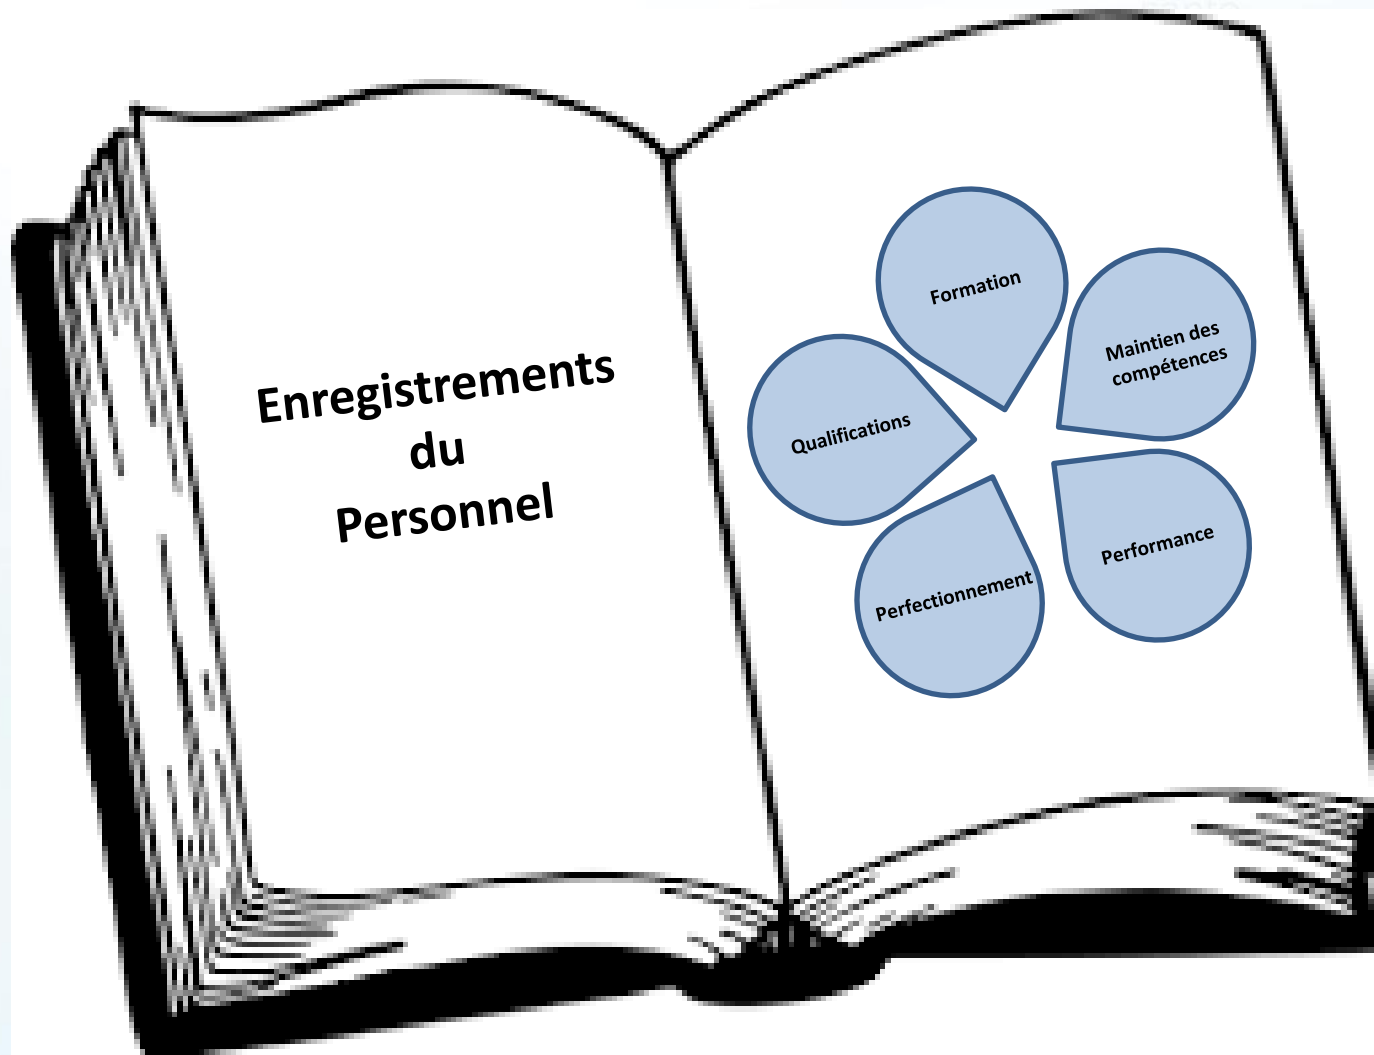 Enregistrements
du
Personnel
Formation
Maintien des
compétences
Qualifications
Performance
Perfectionnement